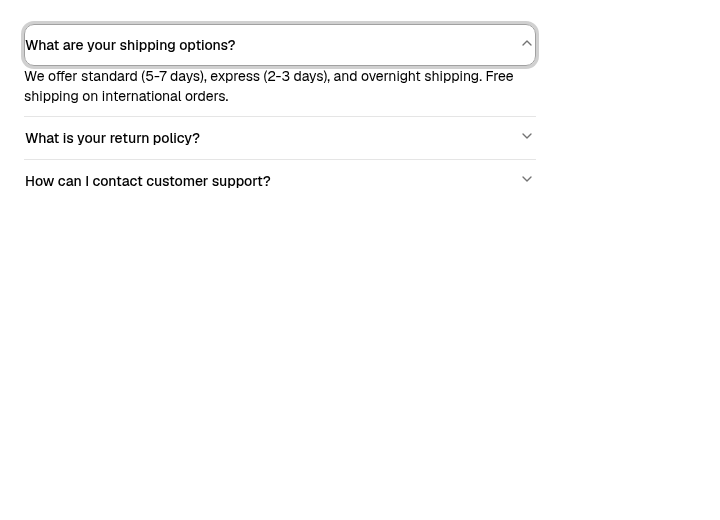 What are your shipping options?
We offer standard (5-7 days), express (2-3 days), and overnight shipping. Free
shipping on international orders.
What is your return policy?
How can I contact customer support?